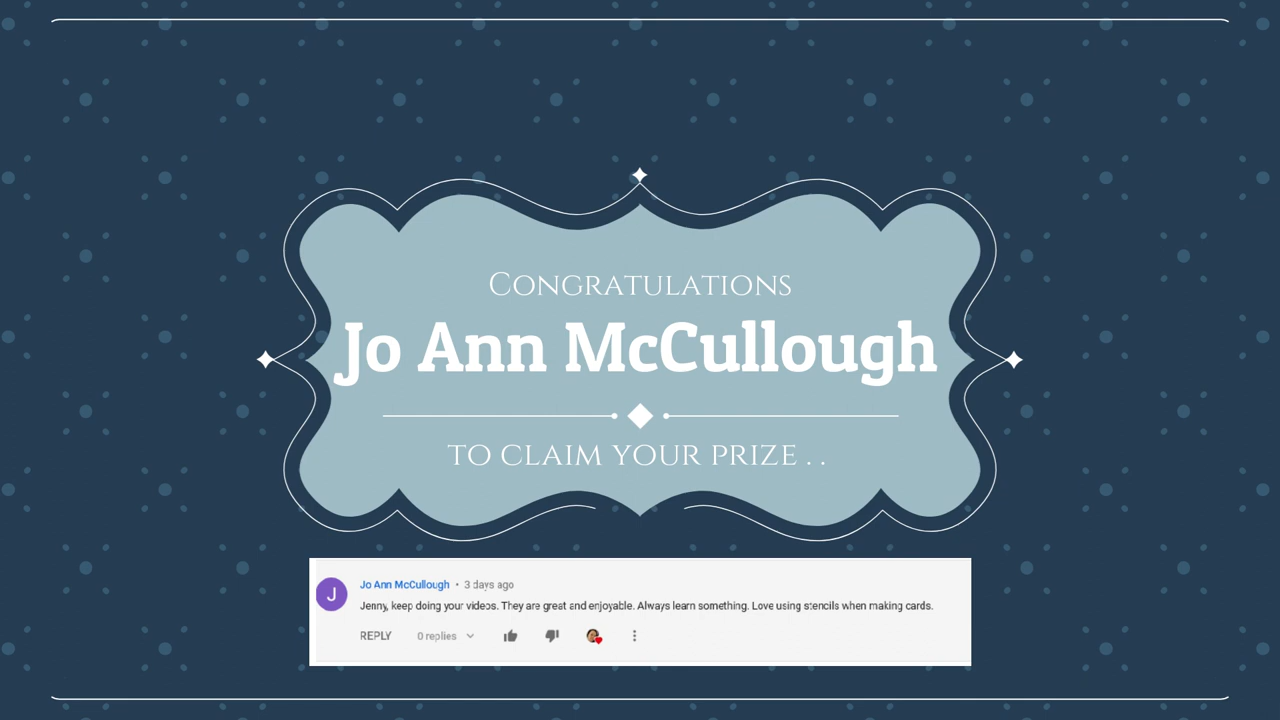 Congratulations
Jo Ann McCullough
TO CLAIM YOUR PRIZE . .
J
Jo Ann McCullough • 3 days ago
Jenny, keep doing your videos. They are great and enjoyable. Always learn something. Love using stencils when making cards.
REPLY 0 replies